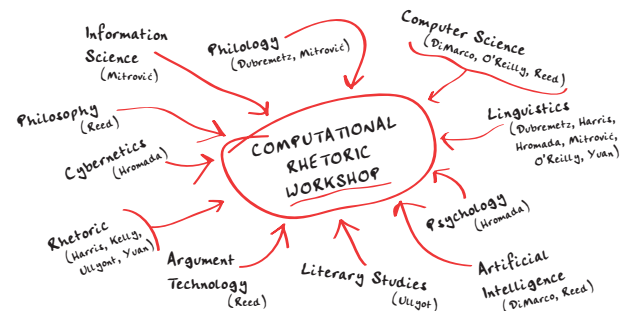 Information
Science
(Mitrović)
Philology
(Dubremetz, Mitrović)
Computer Science
(DiMarco, O'Reilly, Reed)
Philosophy
(Reed)
Linguistics
(Dubremetz, Harris,
Hromada, Mitrović,
O'Reilly, Yuan)
Cybernetics
(Hromada)
COMPUTATIONAL
RHETORIC
WORKSHOP
Psychology
(Hromada)
Rhetoric
(Harris, Kelly,
Ullyont, Yuan)
Argument
Technology
(Reed)
Literary Studies
(Ullyot)
Artificial
Intelligence
(DiMarco, Reed)